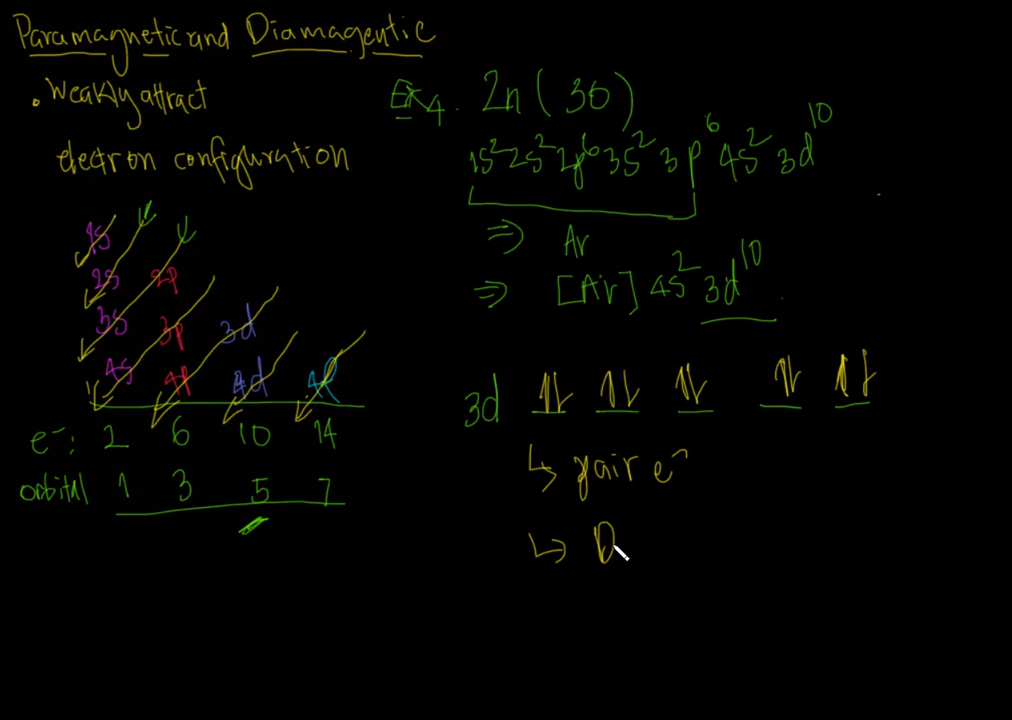 Paramagnetic and Diamageutic
• Weakly attract
electron configuration
1s
2s 2p
3s 3p 3d
4s 4p 4d 4f
e⁻: 2 6 10 14
orbital 1 3 5 7
Ex 4. Zn (30)
1s² 2s² 2p⁶ 3s² 3p⁶ 4s² 3d¹⁰
⇒ Ar
⇒ [Ar] 4s² 3d¹⁰
3d ⥮ ⥮ ⥮ ⥮ ⥮
↳ pair e⁻
↳ D